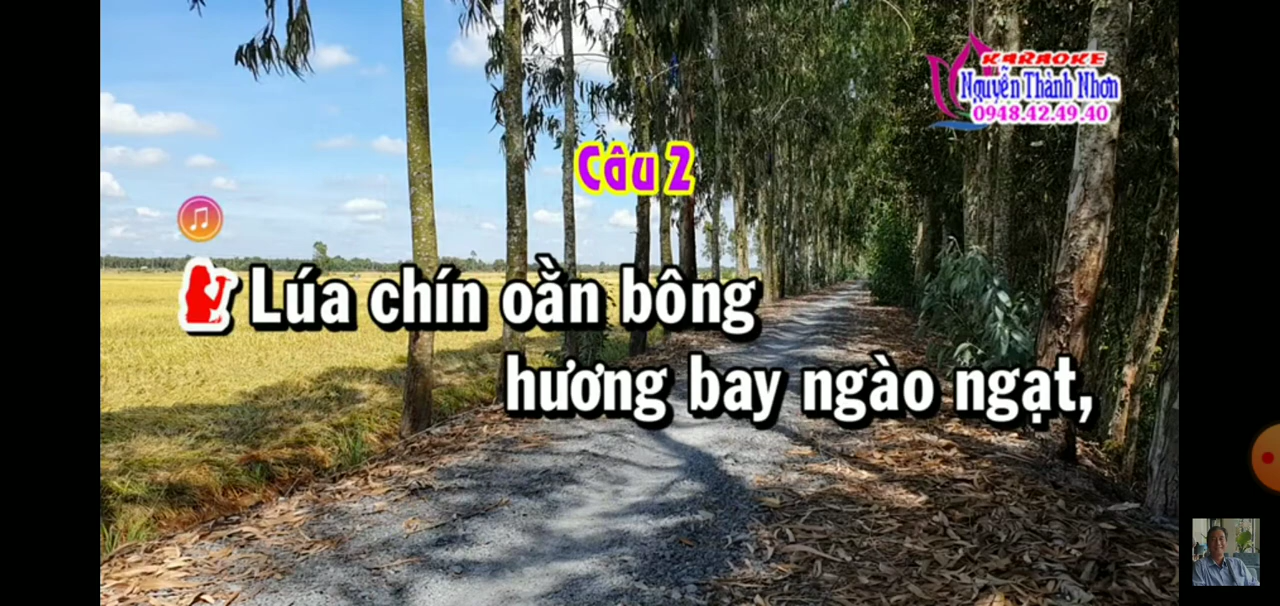 KARAOKE
Nguyễn Thành Nhơn
0948.42.49.40
Câu 2
Lúa chín oằn bông
hương bay ngào ngạt,